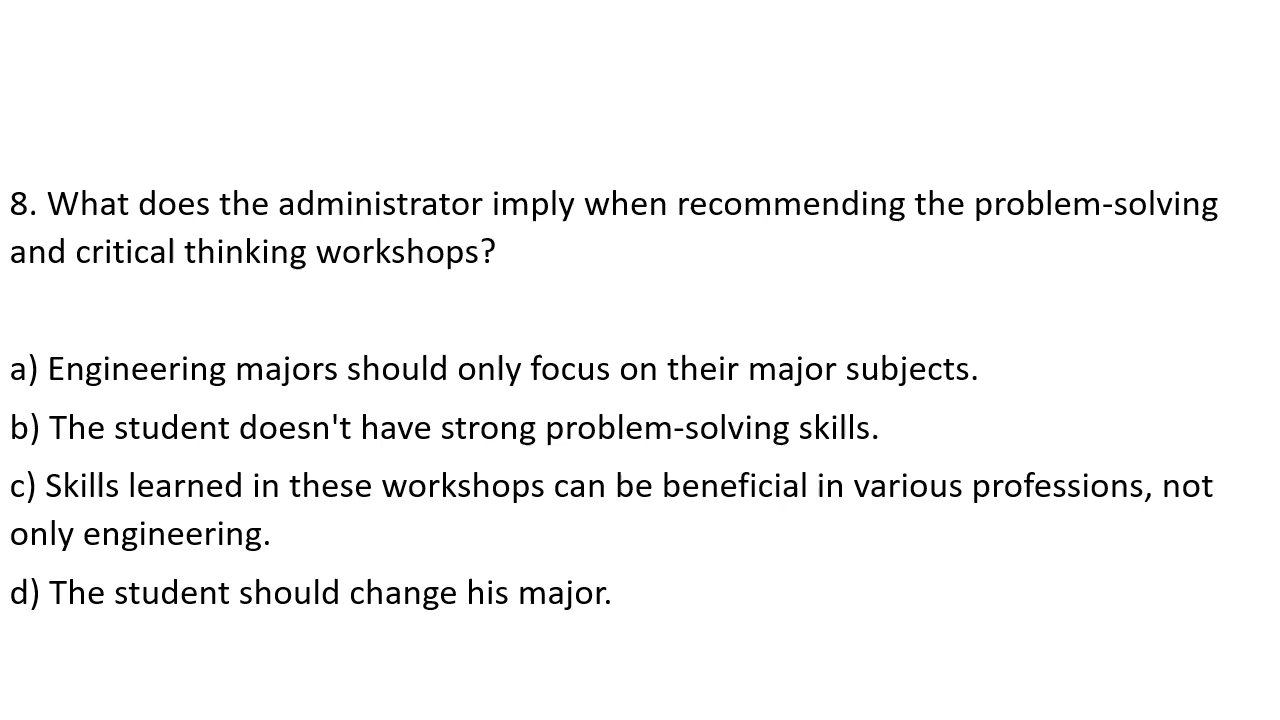 8. What does the administrator imply when recommending the problem-solving
and critical thinking workshops?
a) Engineering majors should only focus on their major subjects.
b) The student doesn't have strong problem-solving skills.
c) Skills learned in these workshops can be beneficial in various professions, not
only engineering.
d) The student should change his major.